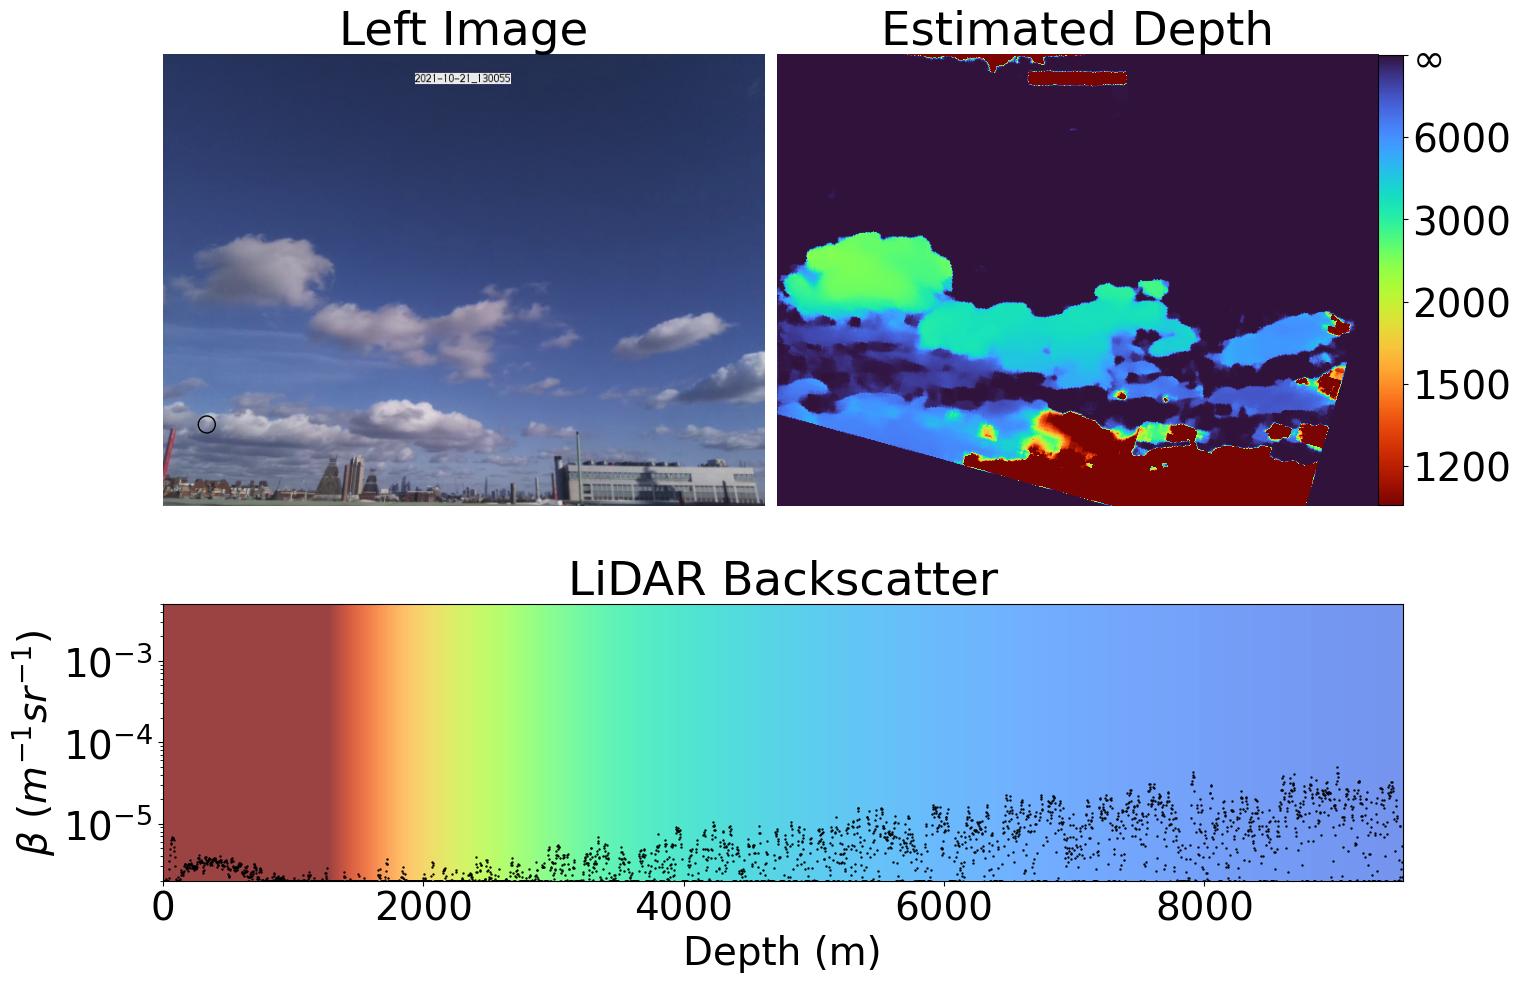 Left Image
Estimated Depth
2021-10-21_130055
∞
6000
3000
2000
1500
1200
LiDAR Backscatter
β (m⁻¹sr⁻¹)
10⁻³
10⁻⁴
10⁻⁵
0 2000 4000 6000 8000
Depth (m)